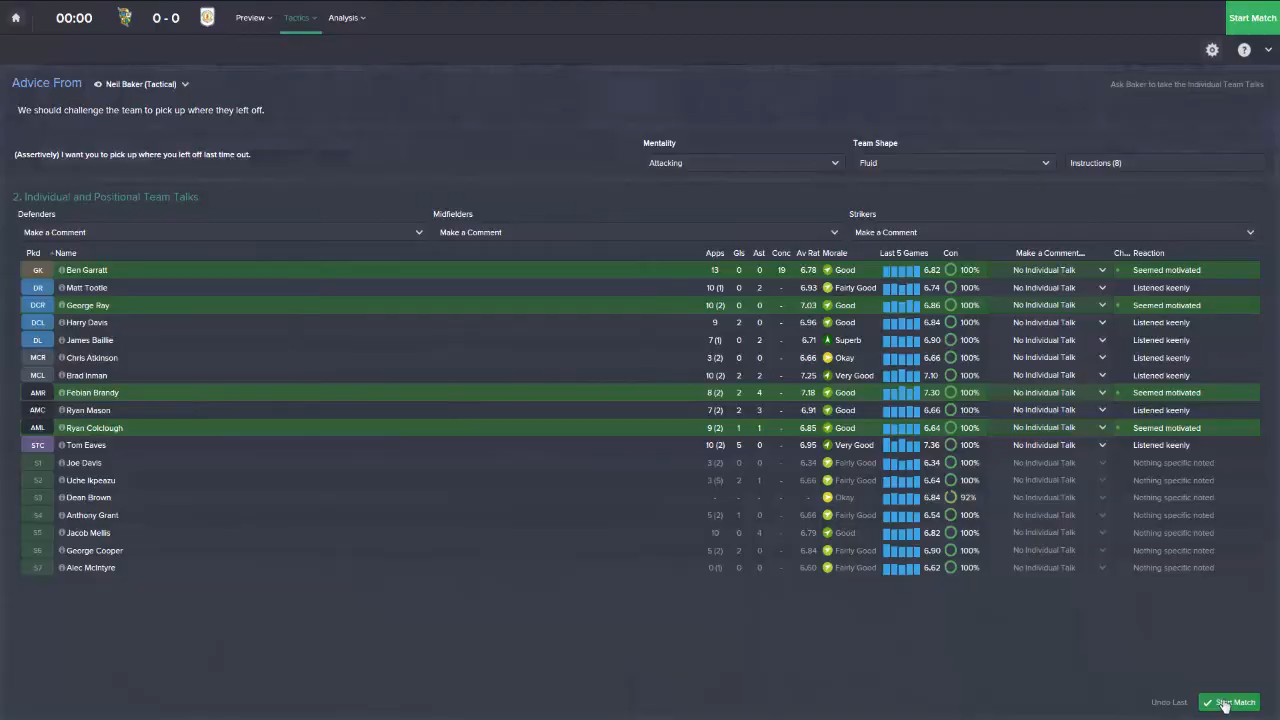 00:00 0 - 0 Preview Tactics Analysis Start Match
?
Advice From Neil Baker (Tactical) Ask Baker to take the Individual Team Talks
We should challenge the team to pick up where they left off.
Mentality Team Shape
(Assertively) I want you to pick up where you left off last time out.
Attacking Fluid Instructions (8)
2. Individual and Positional Team Talks
Defenders Midfielders Strikers
Make a Comment Make a Comment Make a Comment
Pkd Name Apps Gls Ast Conc Av Rat Morale Last 5 Games Con Make a Comment... Ch... Reaction
GK Ben Garratt 13 0 0 19 6.78 Good 6.82 100% No Individual Talk Seemed motivated
DR Matt Tootle 10 (1) 0 2 - 6.93 Fairly Good 6.74 100% No Individual Talk Listened keenly
DCR George Ray 10 (2) 0 0 - 7.03 Good 6.86 100% No Individual Talk Seemed motivated
DCL Harry Davis 9 2 0 - 6.96 Good 6.84 100% No Individual Talk Listened keenly
DL James Baillie 7 (1) 0 2 - 6.71 Superb 6.90 100% No Individual Talk Listened keenly
MCR Chris Atkinson 3 (2) 0 0 - 6.66 Okay 6.66 100% No Individual Talk Listened keenly
MCL Brad Inman 10 (2) 2 2 - 7.25 Very Good 7.10 100% No Individual Talk Listened keenly
AMR Febian Brandy 8 (2) 2 4 - 7.18 Good 7.30 100% No Individual Talk Seemed motivated
AMC Ryan Mason 7 (2) 2 3 - 6.91 Good 6.66 100% No Individual Talk Listened keenly
AML Ryan Colclough 9 (2) 1 1 - 6.85 Good 6.64 100% No Individual Talk Seemed motivated
STC Tom Eaves 10 (2) 5 0 - 6.95 Very Good 7.36 100% No Individual Talk Listened keenly
S1 Joe Davis 3 (2) 0 0 - 6.34 Fairly Good 6.34 100% No Individual Talk Nothing specific noted
S2 Uche Ikpeazu 3 (5) 2 1 - 6.66 Fairly Good 6.64 100% No Individual Talk Nothing specific noted
S3 Dean Brown - - - - - Okay 6.84 92% No Individual Talk Nothing specific noted
S4 Anthony Grant 5 (2) 1 0 - 6.66 Fairly Good 6.54 100% No Individual Talk Nothing specific noted
S5 Jacob Mellis 10 0 4 - 6.79 Good 6.82 100% No Individual Talk Nothing specific noted
S6 George Cooper 5 (2) 2 0 - 6.84 Fairly Good 6.90 100% No Individual Talk Nothing specific noted
S7 Alec McIntyre 0 (1) 0 0 - 6.60 Fairly Good 6.62 100% No Individual Talk Nothing specific noted
Undo Last Start Match